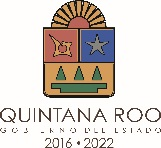 QUINTANA ROO
GOBIERNO DEL ESTADO
2016 • 2022